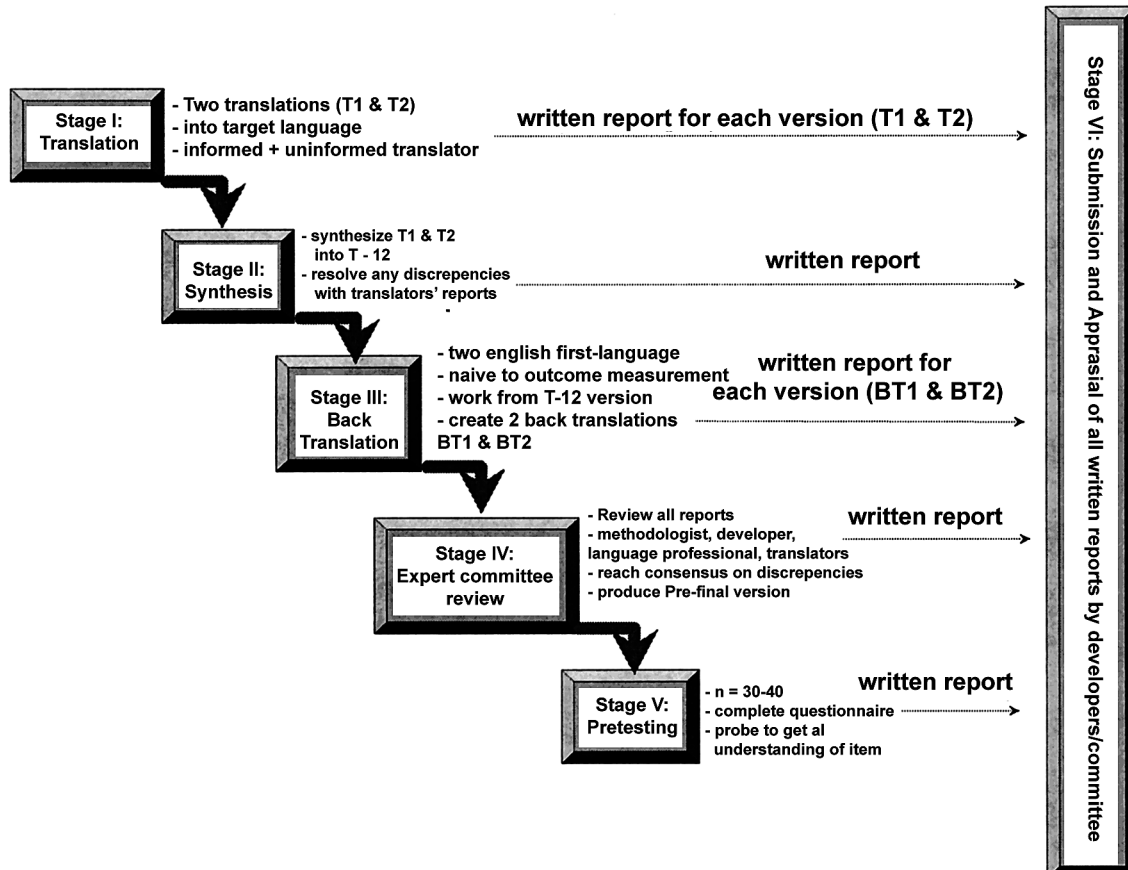 Stage I:
Translation
- Two translations (T1 & T2)
- into target language
- informed + uninformed translator
written report for each version (T1 & T2)
Stage II:
Synthesis
- synthesize T1 & T2
into T - 12
- resolve any discrepencies
with translators' reports
-
written report
Stage III:
Back
Translation
- two english first-language
- naive to outcome measurement
- work from T-12 version
- create 2 back translations
BT1 & BT2
written report for
each version (BT1 & BT2)
Stage IV:
Expert committee
review
- Review all reports
- methodologist, developer,
language professional, translators
- reach consensus on discrepencies
- produce Pre-final version
written report
Stage V:
Pretesting
- n = 30-40
- complete questionnaire
- probe to get al
understanding of item
written report
Stage VI: Submission and Apprasial of all written reports by developers/committee